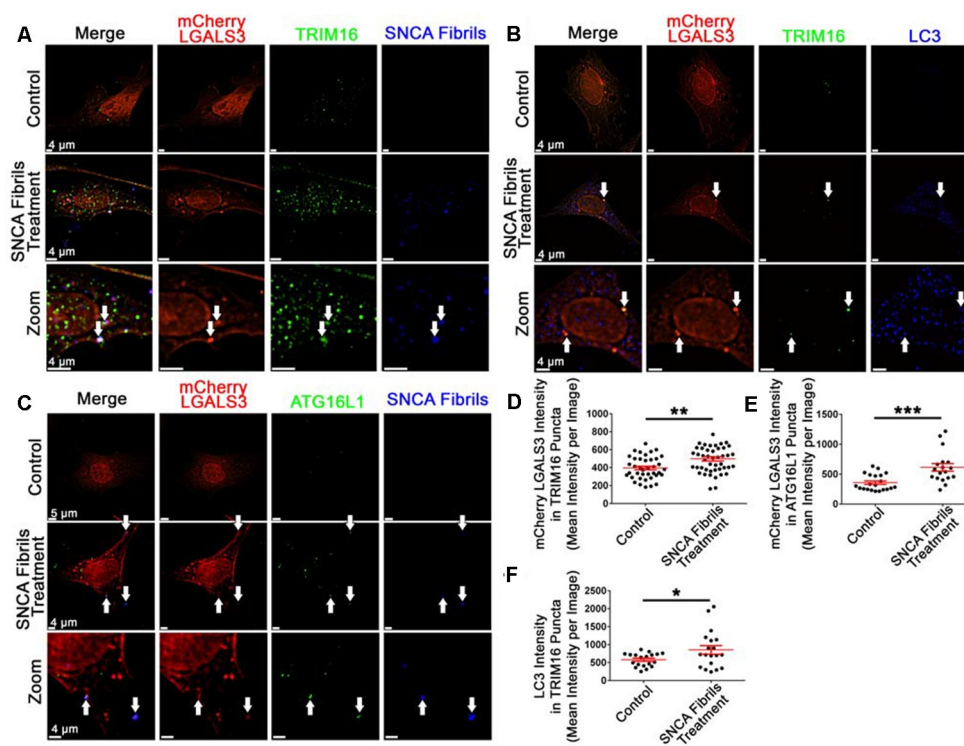 A
Merge
mCherry
LGALS3
TRIM16
SNCA Fibrils
Control
4 µm
SNCA Fibrils
Treatment
4 µm
Zoom
4 µm
B
Merge
mCherry
LGALS3
TRIM16
LC3
Control
4 µm
SNCA Fibrils
Treatment
4 µm
Zoom
4 µm
C
Merge
mCherry
LGALS3
ATG16L1
SNCA Fibrils
Control
5 µm
SNCA Fibrils
Treatment
4 µm
Zoom
4 µm
D
mCherry LGALS3 Intensity
in TRIM16 Puncta
(Mean Intensity per Image)
1000
800
600
400
200
0
**
Control
SNCA Fibrils
Treatment
E
mCherry LGALS3 Intensity
in ATG16L1 Puncta
(Mean Intensity per Image)
1500
1000
500
0
***
Control
SNCA Fibrils
Treatment
F
LC3 Intensity
in TRIM16 Puncta
(Mean Intensity per Image)
2500
2000
1500
1000
500
0
*
Control
SNCA Fibrils
Treatment